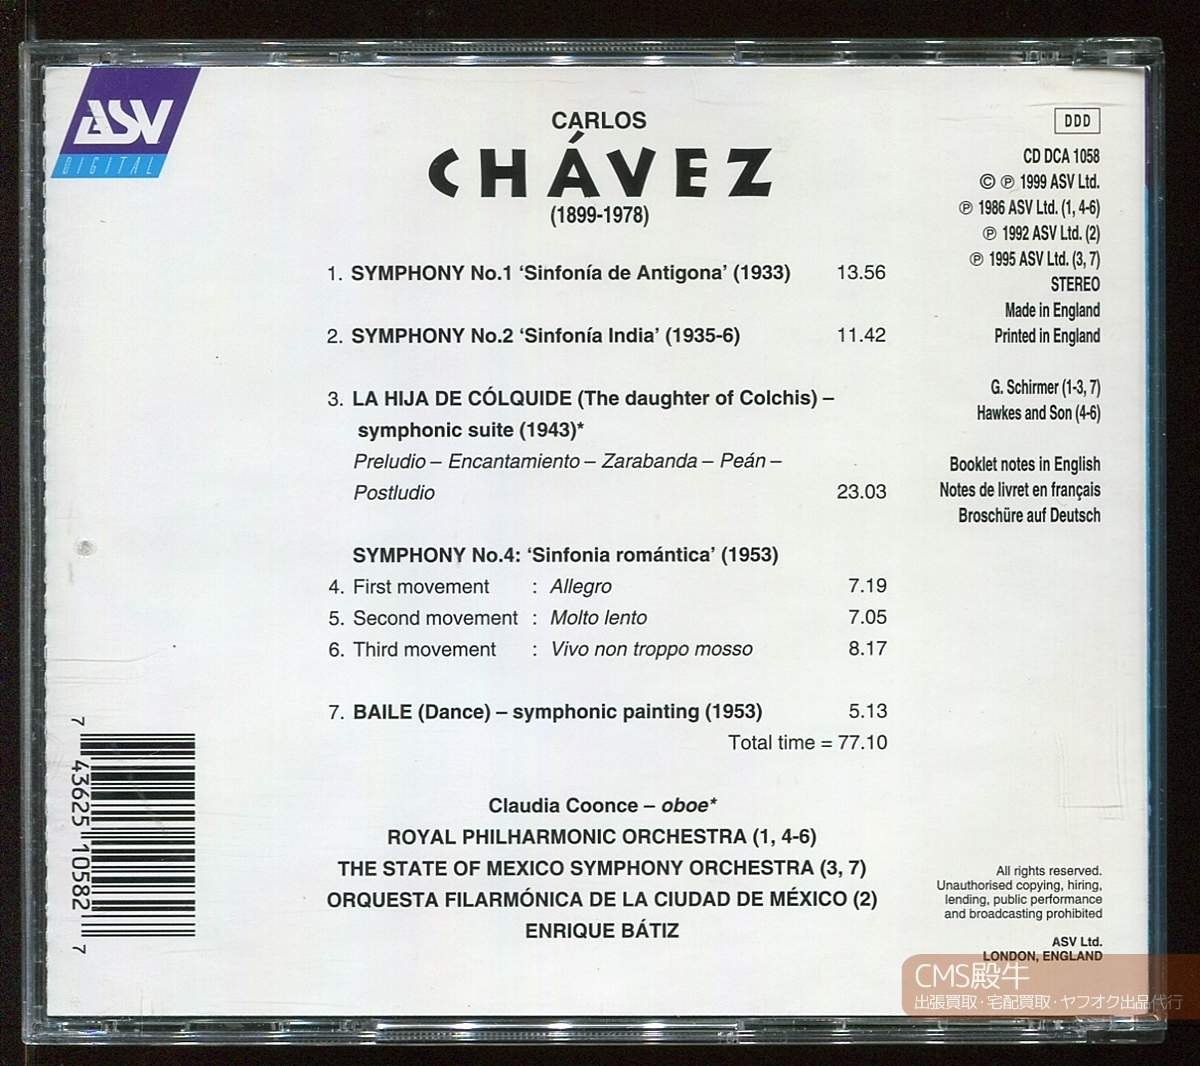 ASV
DIGITAL
CARLOS
CHÁVEZ
(1899-1978)
1. SYMPHONY No.1 ‘Sinfonía de Antigona’ (1933) 13.56
2. SYMPHONY No.2 ‘Sinfonía India’ (1935-6) 11.42
3. LA HIJA DE CÓLQUIDE (The daughter of Colchis) –
symphonic suite (1943)*
Preludio – Encantamiento – Zarabanda – Peán –
Postludio 23.03
SYMPHONY No.4: ‘Sinfonia romántica’ (1953)
4. First movement : Allegro 7.19
5. Second movement : Molto lento 7.05
6. Third movement : Vivo non troppo mosso 8.17
7. BAILE (Dance) – symphonic painting (1953) 5.13
Total time = 77.10
Claudia Coonce – oboe*
ROYAL PHILHARMONIC ORCHESTRA (1, 4-6)
THE STATE OF MEXICO SYMPHONY ORCHESTRA (3, 7)
ORQUESTA FILARMÓNICA DE LA CIUDAD DE MÉXICO (2)
ENRIQUE BÁTIZ
DDD
CD DCA 1058
© ℗ 1999 ASV Ltd.
℗ 1986 ASV Ltd. (1, 4-6)
℗ 1992 ASV Ltd. (2)
℗ 1995 ASV Ltd. (3, 7)
STEREO
Made in England
Printed in England
G. Schirmer (1-3, 7)
Hawkes and Son (4-6)
Booklet notes in English
Notes de livret en français
Broschüre auf Deutsch
All rights reserved.
Unauthorised copying, hiring,
lending, public performance
and broadcasting prohibited
ASV Ltd.
LONDON, ENGLAND
7 43625 10582 7
CMS殿牛
出張買取・宅配買取・ヤフオク出品代行